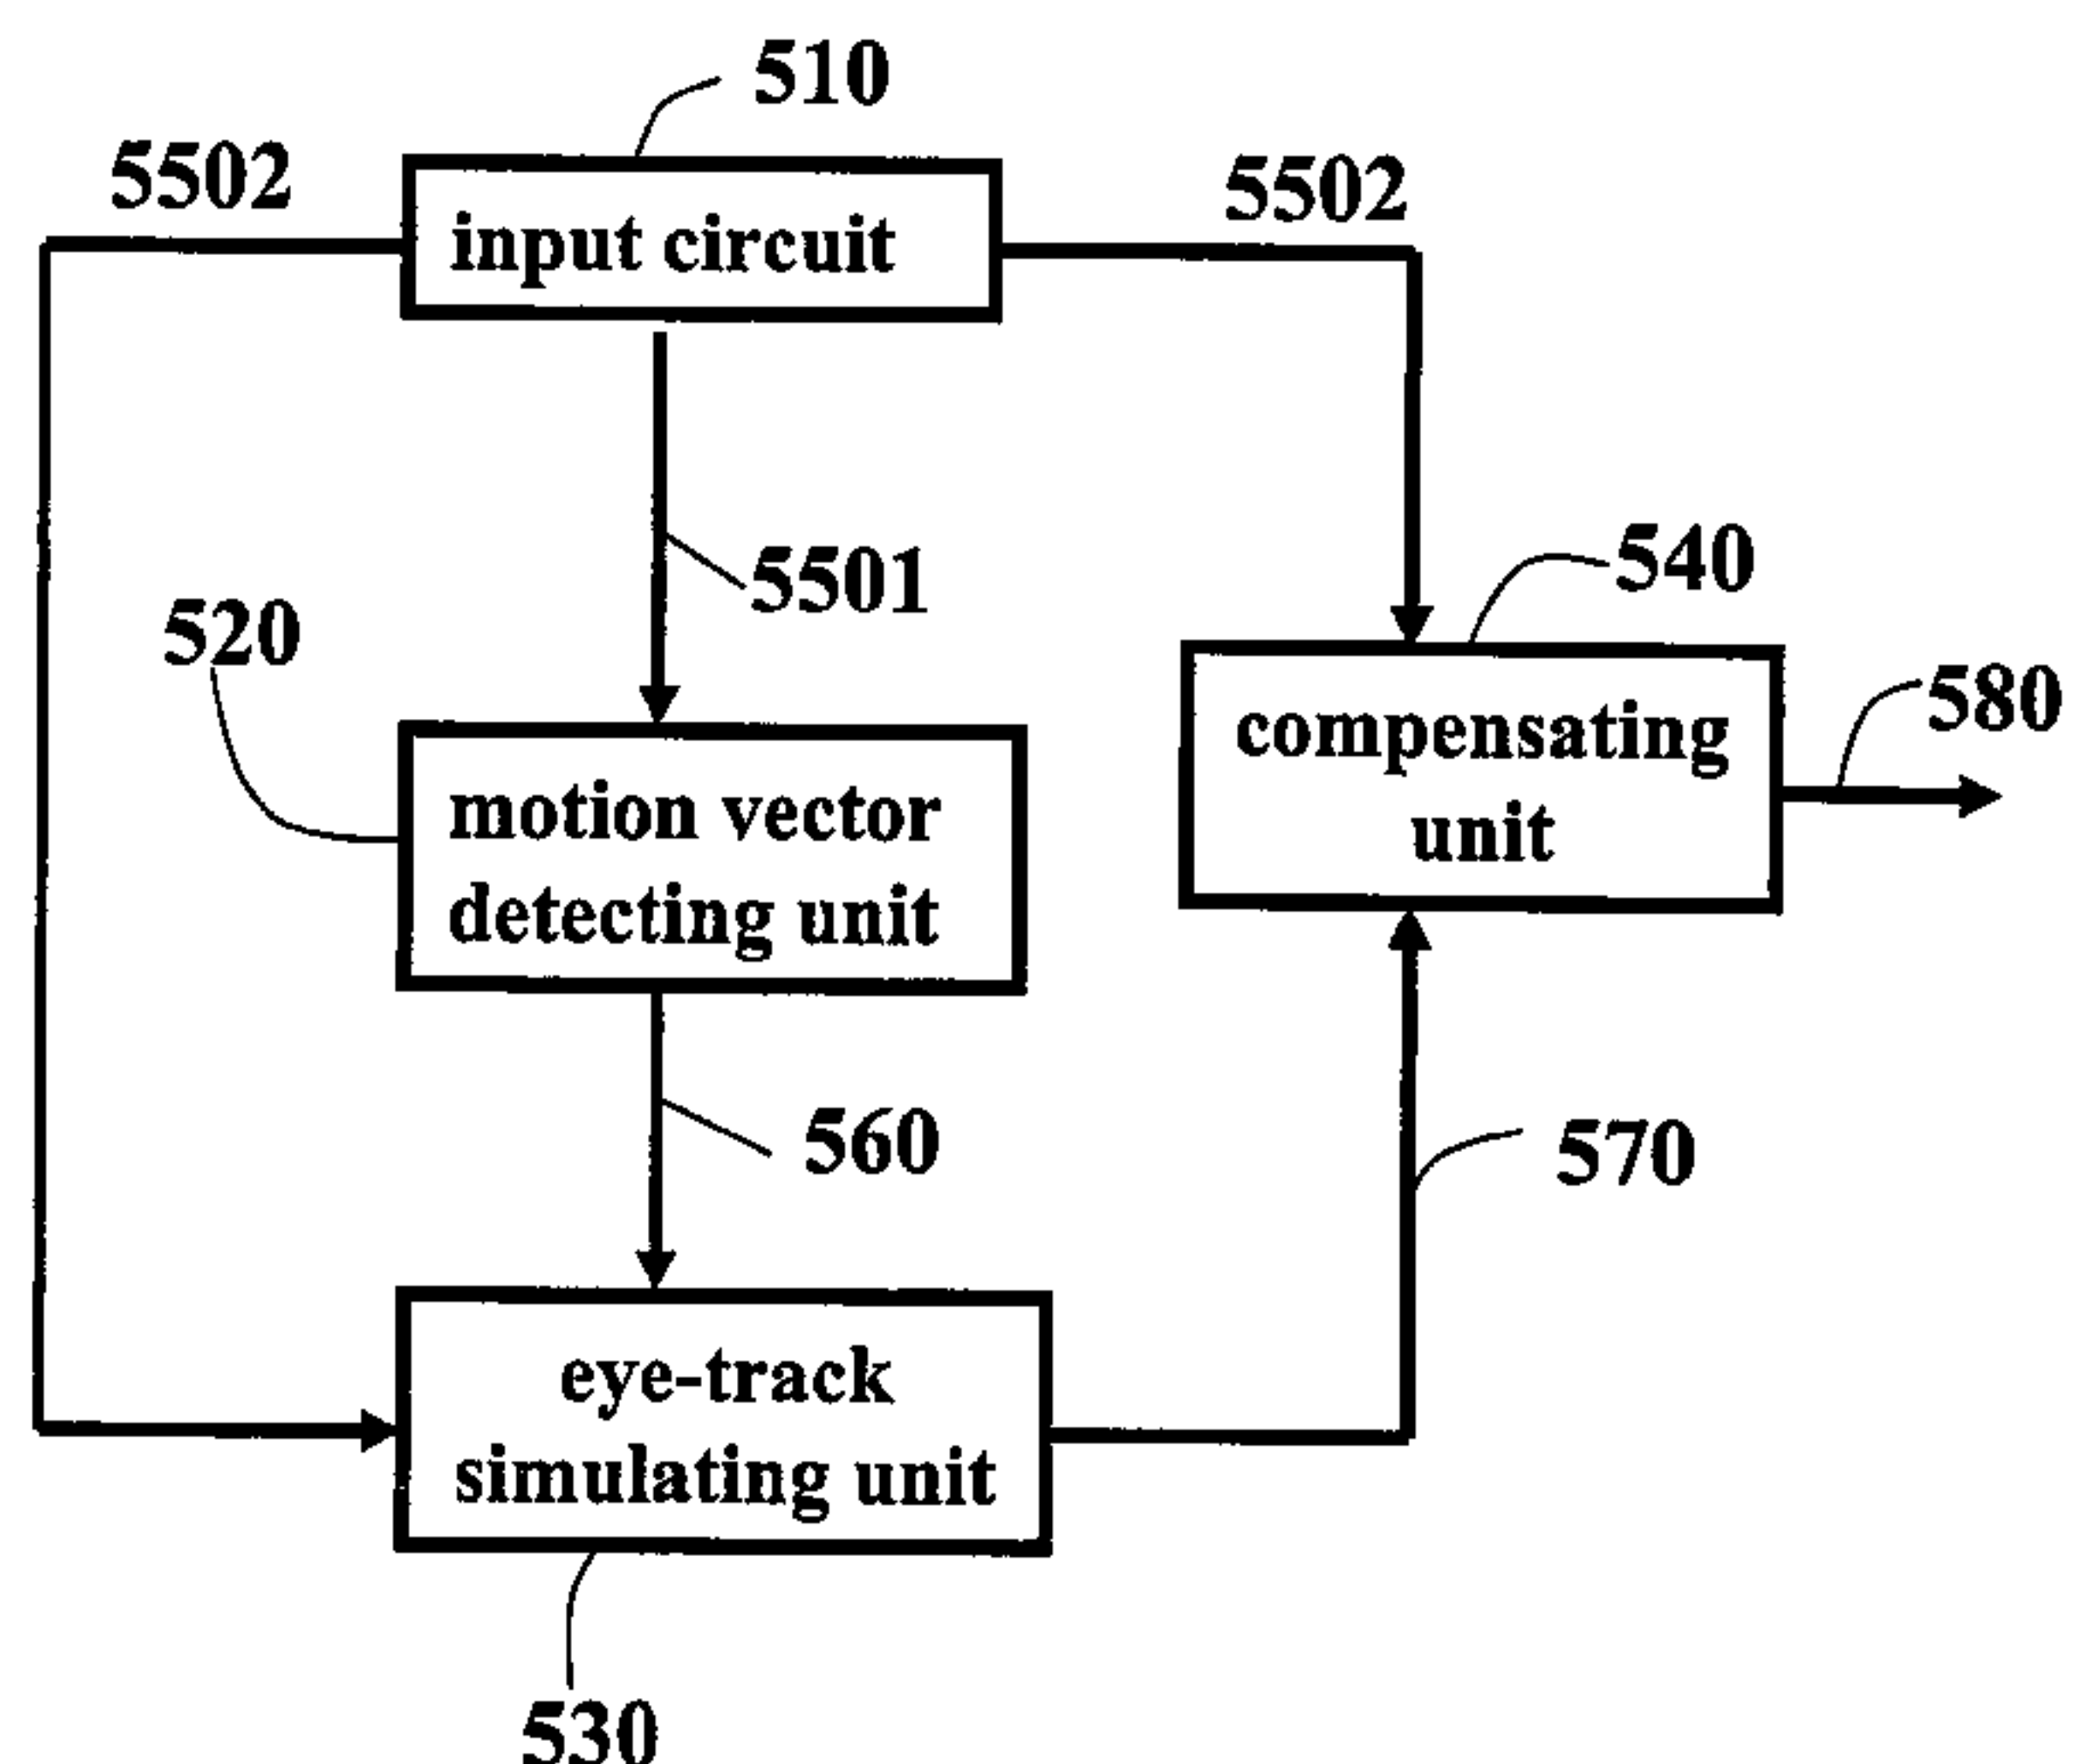 510
5502
5502
input circuit
5501
540
520
580
compensating
unit
motion vector
detecting unit
560
570
eye-track
simulating unit
530